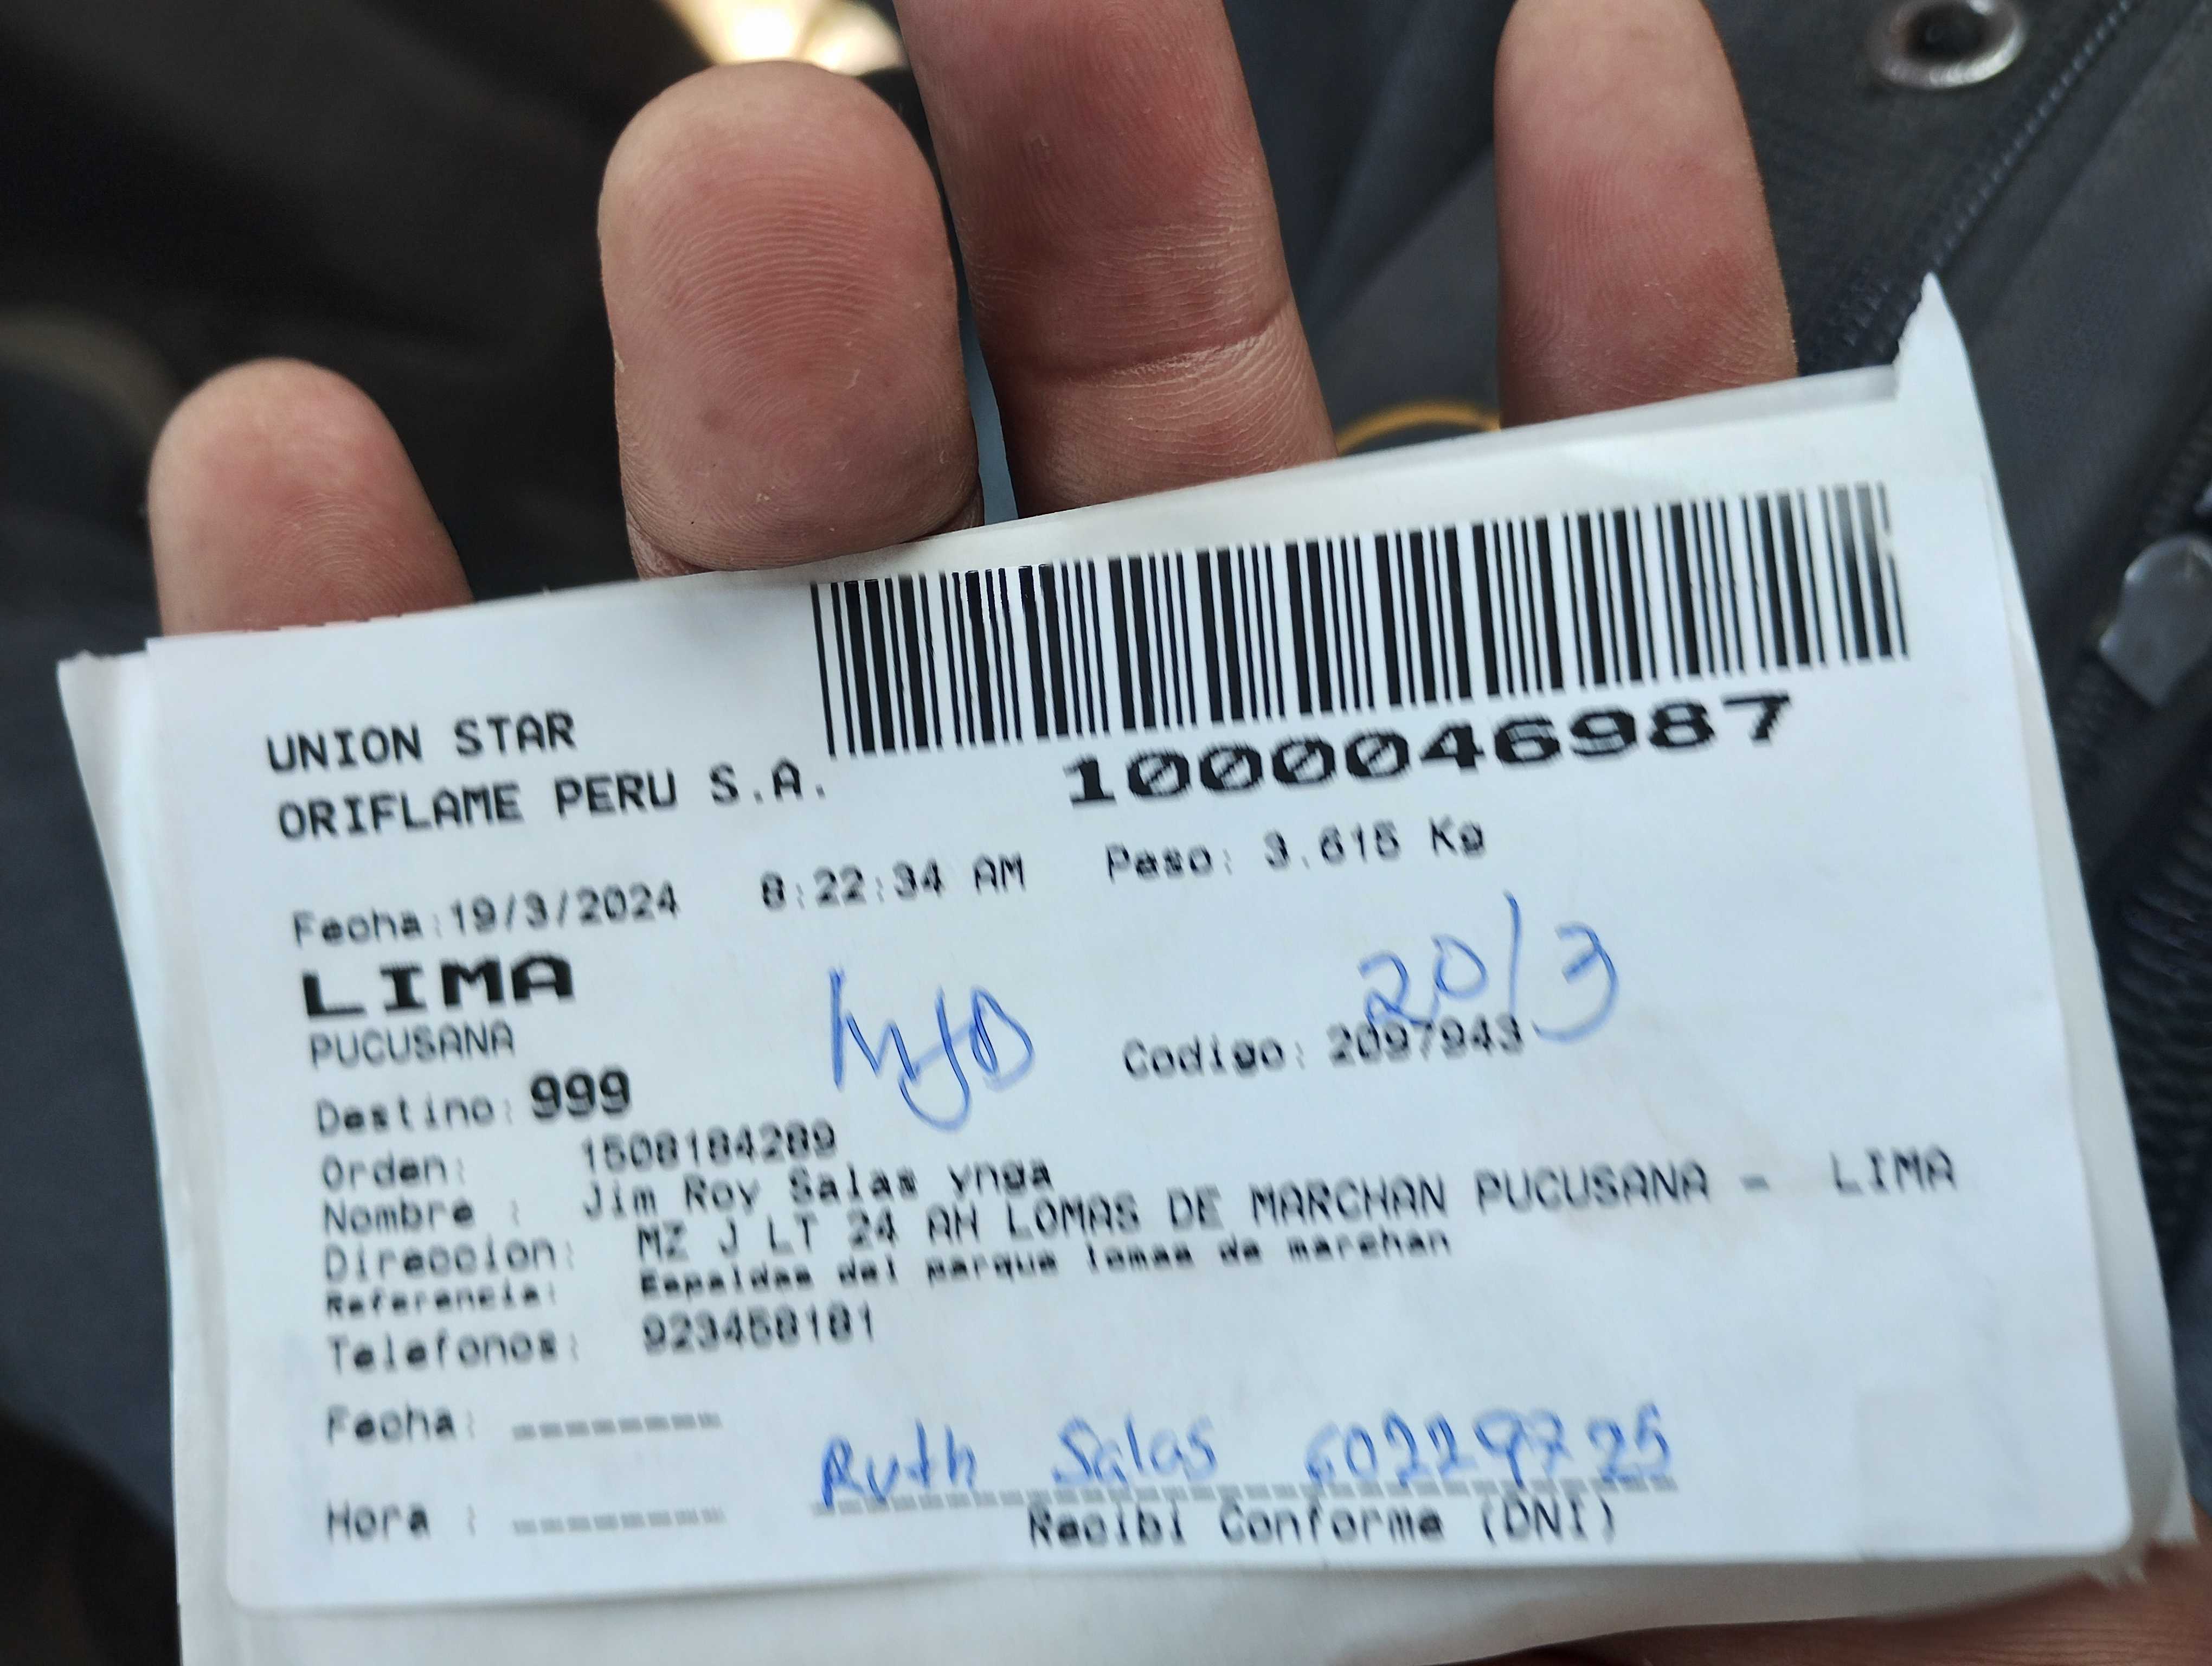 UNION STAR
ORIFLAME PERU S.A.
1000046987
Fecha:19/3/2024 8:22:34 AM Peso: 3.615 Kg
LIMA
20/3
PUCUSANA
Codigo: 2097943
Destino: 999
Orden: 1508184289
Nombre : Jim Roy Salas ynga
Direccion: MZ J LT 24 AH LOMAS DE MARCHAN PUCUSANA - LIMA
Referencia: Espaldas del parque lomas de marchan
Telefonos: 923458181
Fecha: --------
Ruth Salas
Hora : --------
Recibi Conforme (DNI)